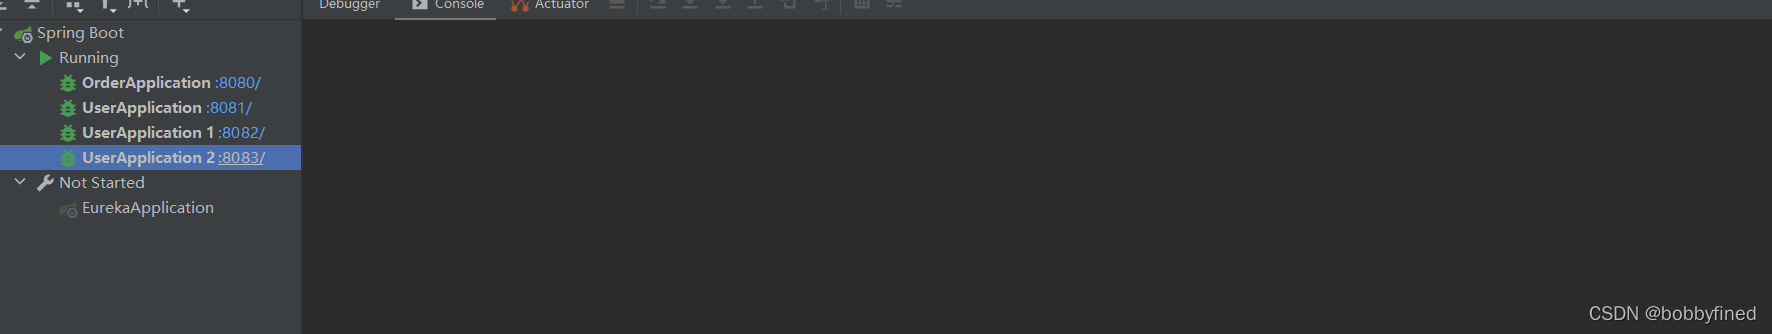 Debugger Console Actuator
Spring Boot
Running
OrderApplication :8080/
UserApplication :8081/
UserApplication 1 :8082/
UserApplication 2 :8083/
Not Started
EurekaApplication
CSDN @bobbyfined